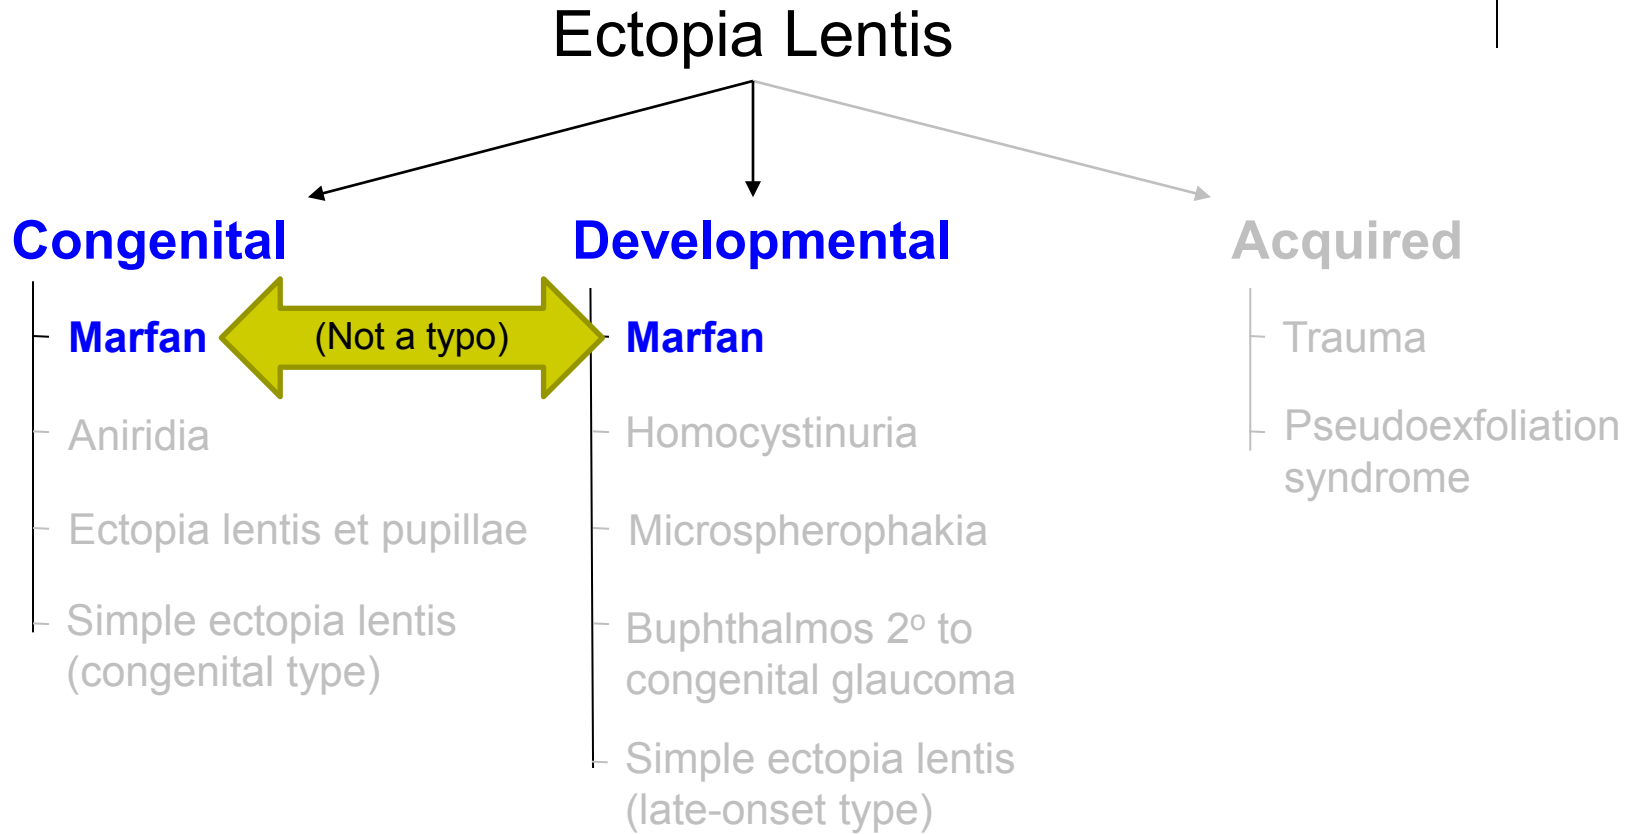 Ectopia Lentis
Congenital
Developmental
Acquired
Marfan
(Not a typo)
Marfan
Trauma
Aniridia
Homocystinuria
Pseudoexfoliation
syndrome
Ectopia lentis et pupillae
Microspherophakia
Simple ectopia lentis
(congenital type)
Buphthalmos 2º to
congenital glaucoma
Simple ectopia lentis
(late-onset type)